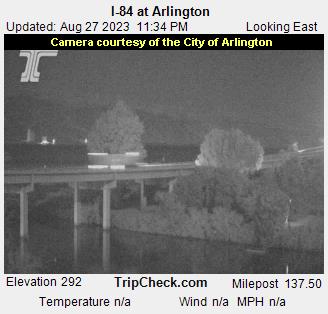 I-84 at Arlington
Updated: Aug 27 2023 11:34 PM Looking East
Camera courtesy of the City of Arlington
Elevation 292 TripCheck.com Milepost 137.50
Temperature n/a Wind n/a MPH n/a